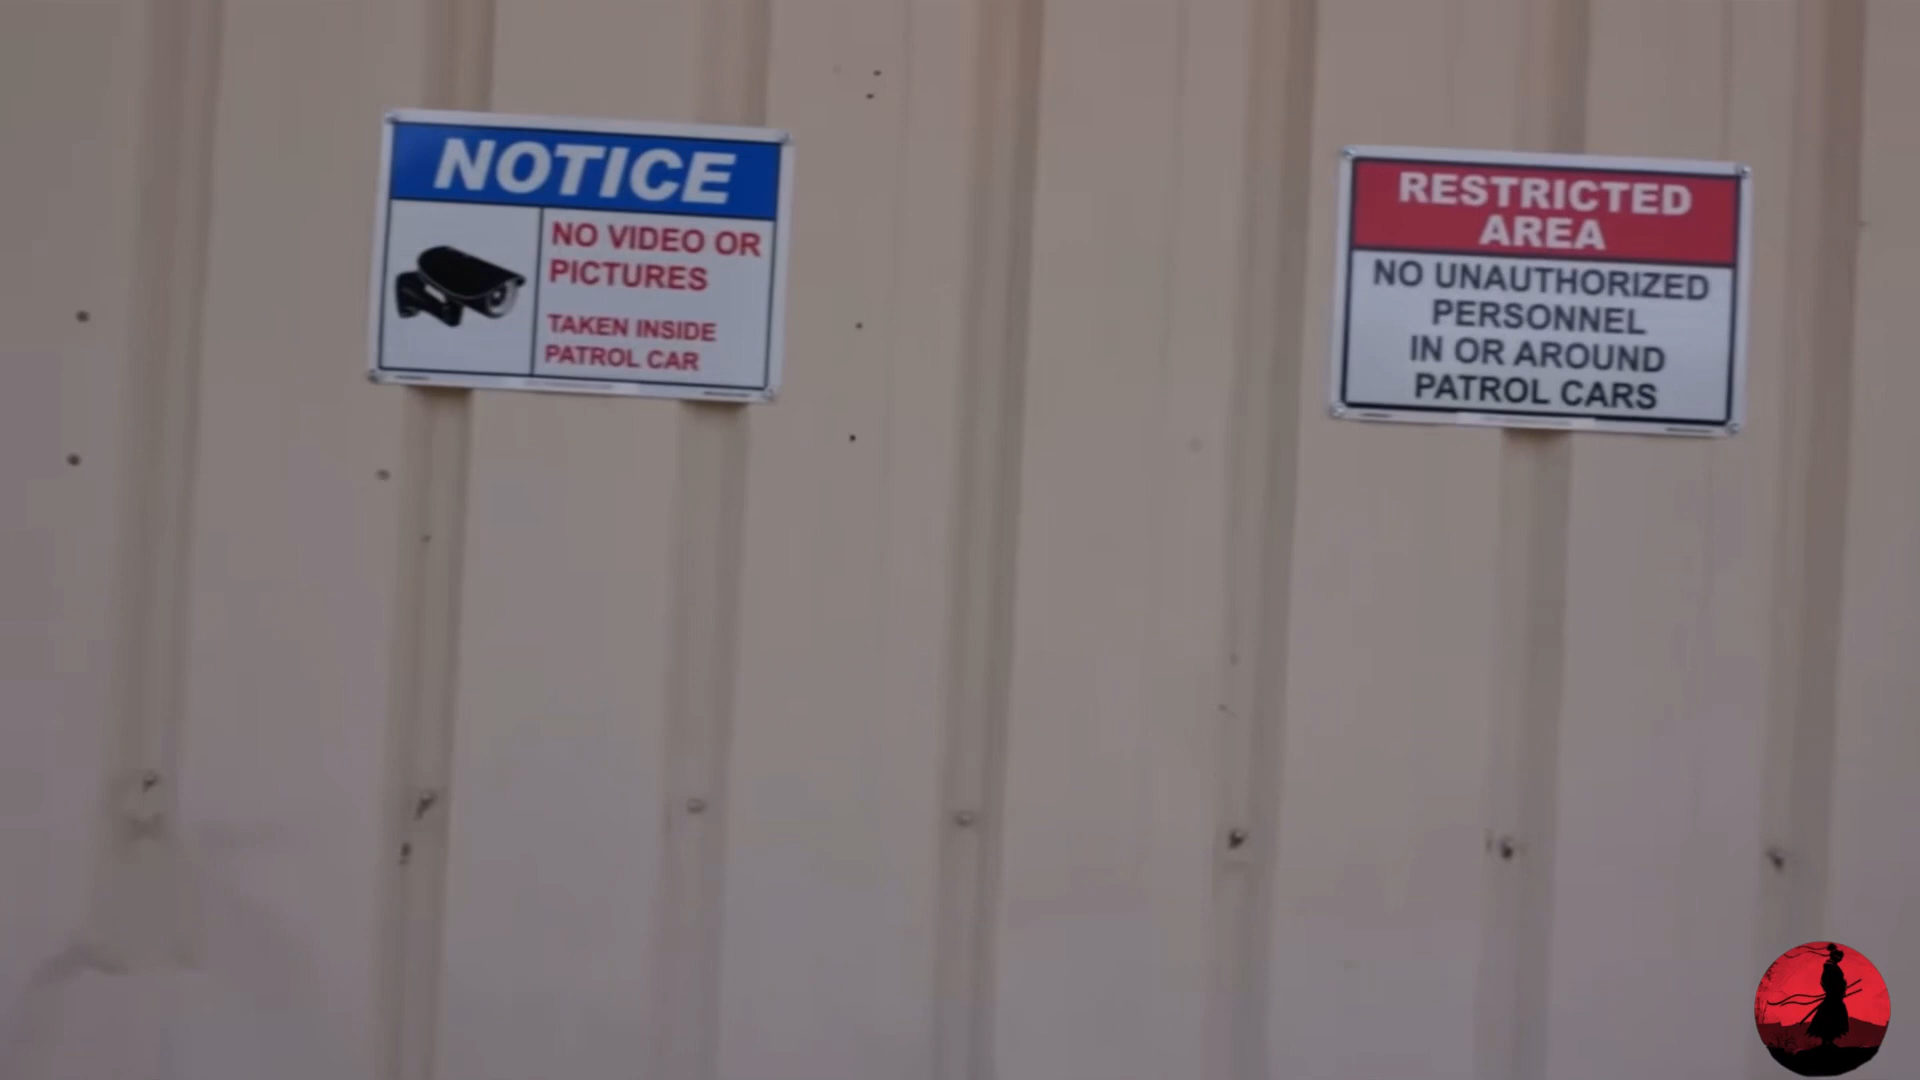 NOTICE
NO VIDEO OR
PICTURES
TAKEN INSIDE
PATROL CAR
RESTRICTED
AREA
NO UNAUTHORIZED
PERSONNEL
IN OR AROUND
PATROL CARS